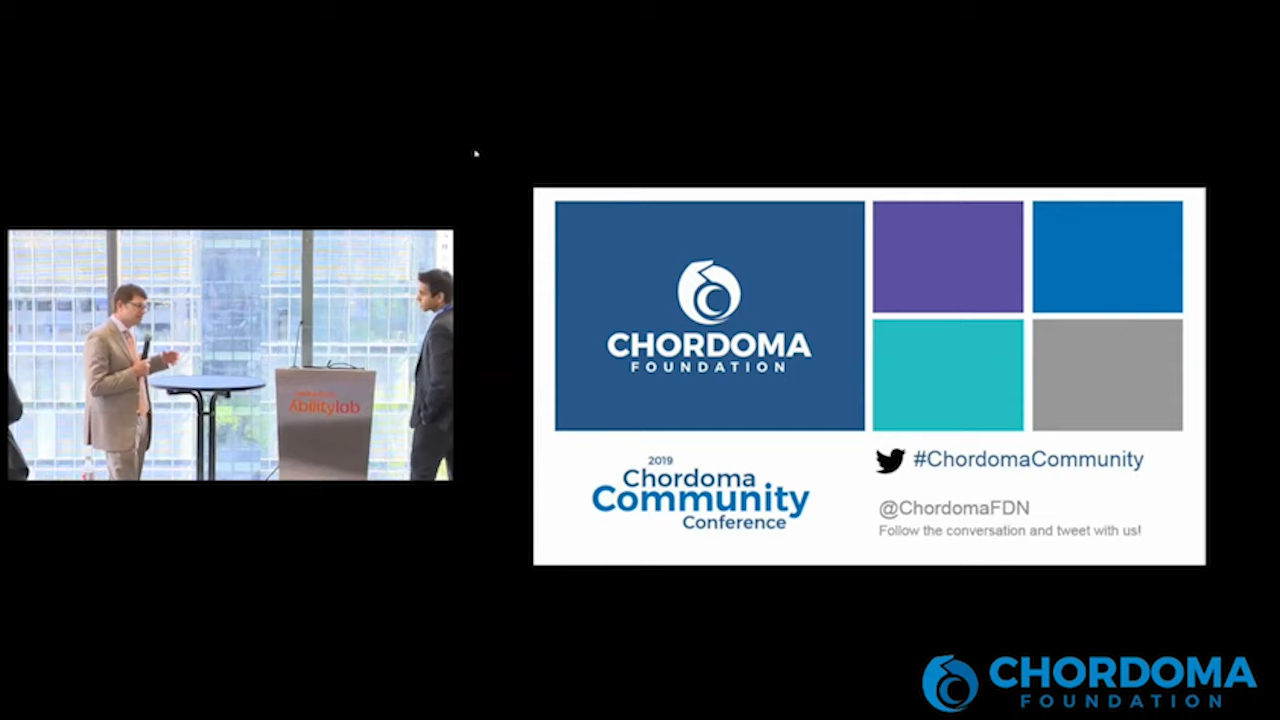 Abilitylab
CHORDOMA
FOUNDATION
2019
Chordoma
Community
Conference
#ChordomaCommunity
@ChordomaFDN
Follow the conversation and tweet with us!
CHORDOMA
FOUNDATION